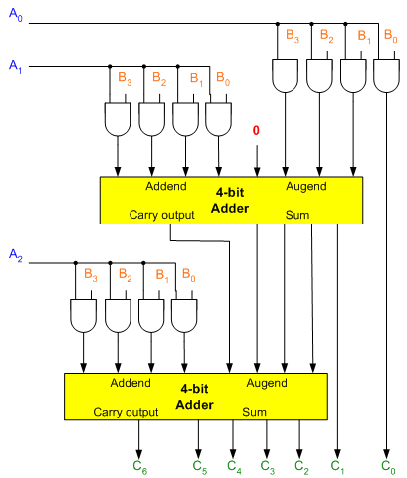 A0
B3 B2 B1 B0
A1
B3 B2 B1 B0
0
Addend 4-bit Adder Augend
Carry output Sum
A2
B3 B2 B1 B0
Addend 4-bit Adder Augend
Carry output Sum
C6 C5 C4 C3 C2 C1 C0